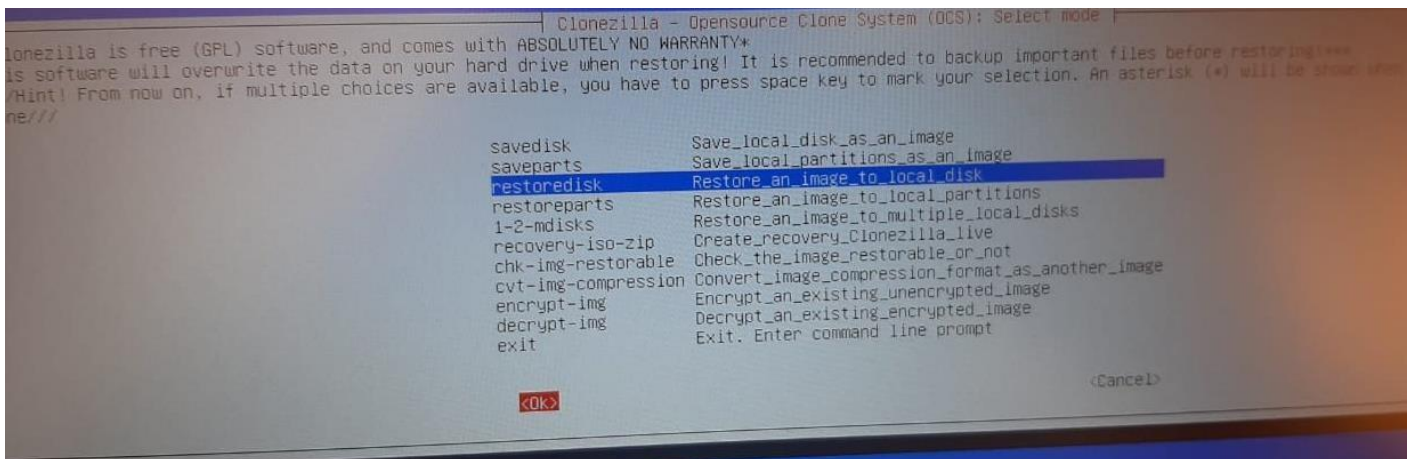 Clonezilla - Opensource Clone System (OCS): Select mode
lonezilla is free (GPL) software, and comes with ABSOLUTELY NO WARRANTY*
is software will overwrite the data on your hard drive when restoring! It is recommended to backup important files before restoring!***
/Hint! From now on, if multiple choices are available, you have to press space key to mark your selection. An asterisk (*) will be shown when
ne///
savedisk Save_local_disk_as_an_image
saveparts Save_local_partitions_as_an_image
restoredisk Restore_an_image_to_local_disk
restoreparts Restore_an_image_to_local_partitions
1-2-mdisks Restore_an_image_to_multiple_local_disks
recovery-iso-zip Create_recovery_Clonezilla_live
chk-img-restorable Check_the_image_restorable_or_not
cvt-img-compression Convert_image_compression_format_as_another_image
encrypt-img Encrypt_an_existing_unencrypted_image
decrypt-img Decrypt_an_existing_encrypted_image
exit Exit. Enter command line prompt
<Ok> <Cancel>